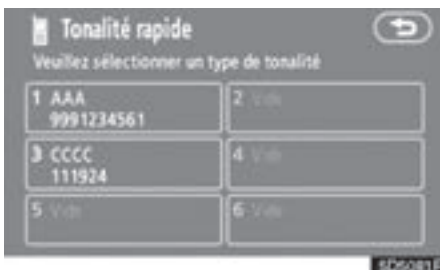 Tonalité rapide
Veuillez sélectionner un type de tonalité
1 AAA
9991234561
2 Vide
3 CCCC
111924
4 Vide
5 Vide
6 Vide